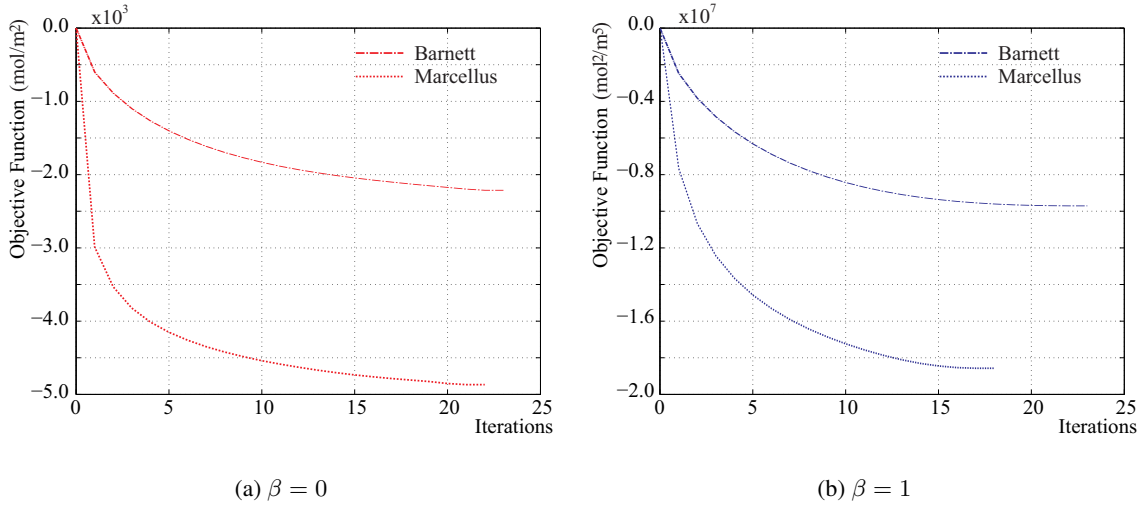 x10³
0.0
−1.0
−2.0
−3.0
−4.0
−5.0
Objective Function (mol/m²)
Barnett
Marcellus
0 5 10 15 20 25
Iterations
(a) β = 0
x10⁷
0.0
−0.4
−0.8
−1.2
−1.6
−2.0
Objective Function (mol²/m⁵)
Barnett
Marcellus
0 5 10 15 20 25
Iterations
(b) β = 1